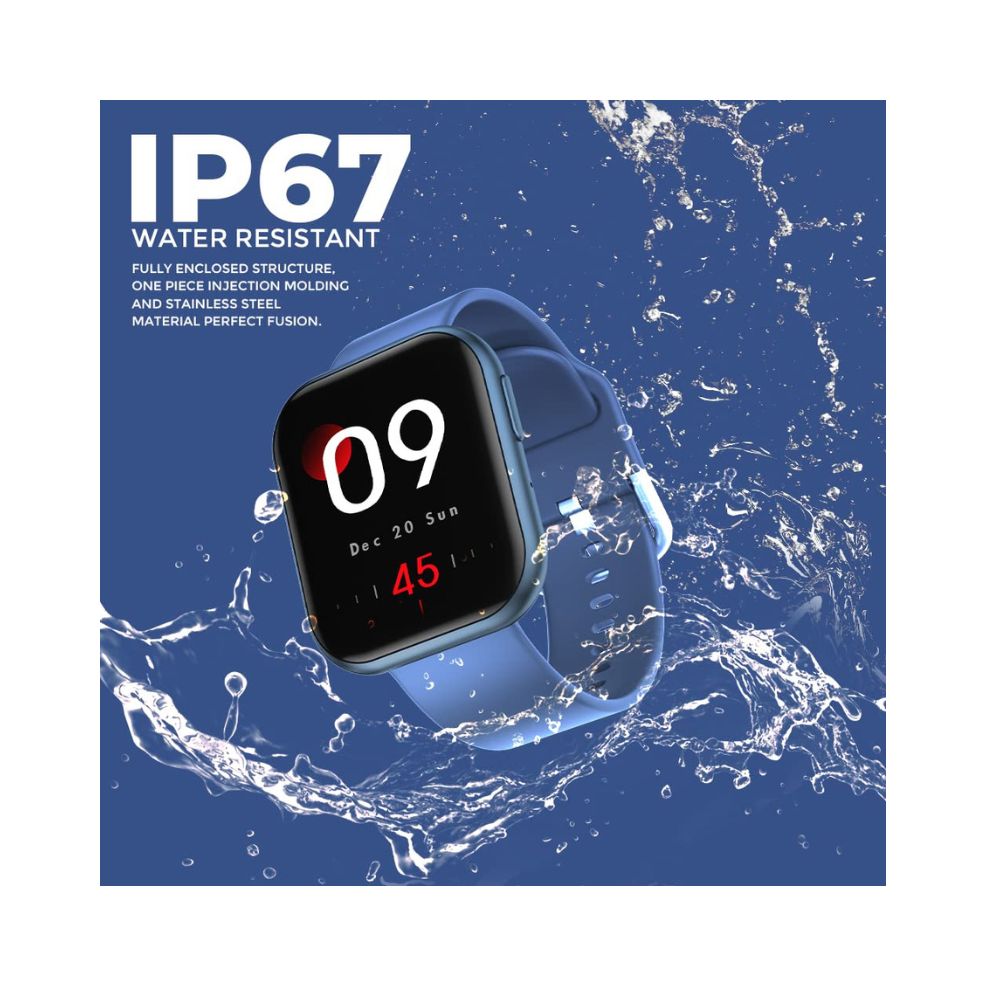 IP67
WATER RESISTANT
FULLY ENCLOSED STRUCTURE,
ONE PIECE INJECTION MOLDING
AND STAINLESS STEEL
MATERIAL PERFECT FUSION.
09
Dec 20 Sun
45